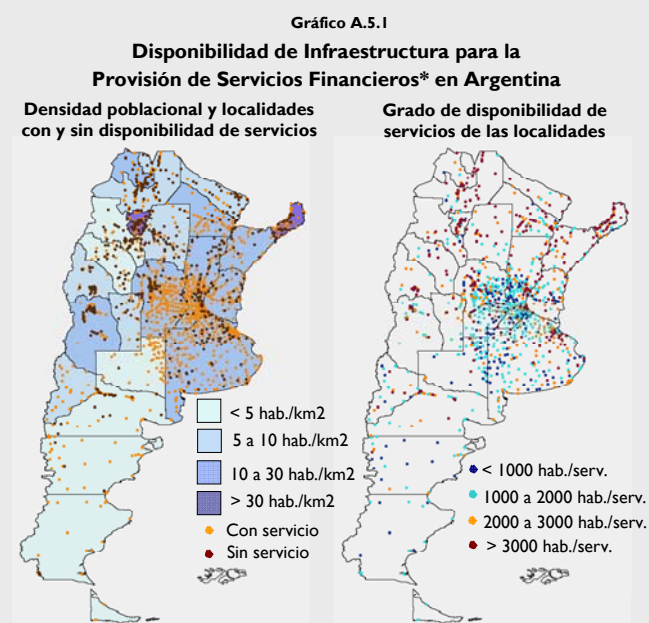 Gráfico A.5.1
Disponibilidad de Infraestructura para la
Provisión de Servicios Financieros* en Argentina
Densidad poblacional y localidades
con y sin disponibilidad de servicios
Grado de disponibilidad de
servicios de las localidades
< 5 hab./km2
5 a 10 hab./km2
10 a 30 hab./km2
> 30 hab./km2
Con servicio
Sin servicio
< 1000 hab./serv.
1000 a 2000 hab./serv.
2000 a 3000 hab./serv.
> 3000 hab./serv.